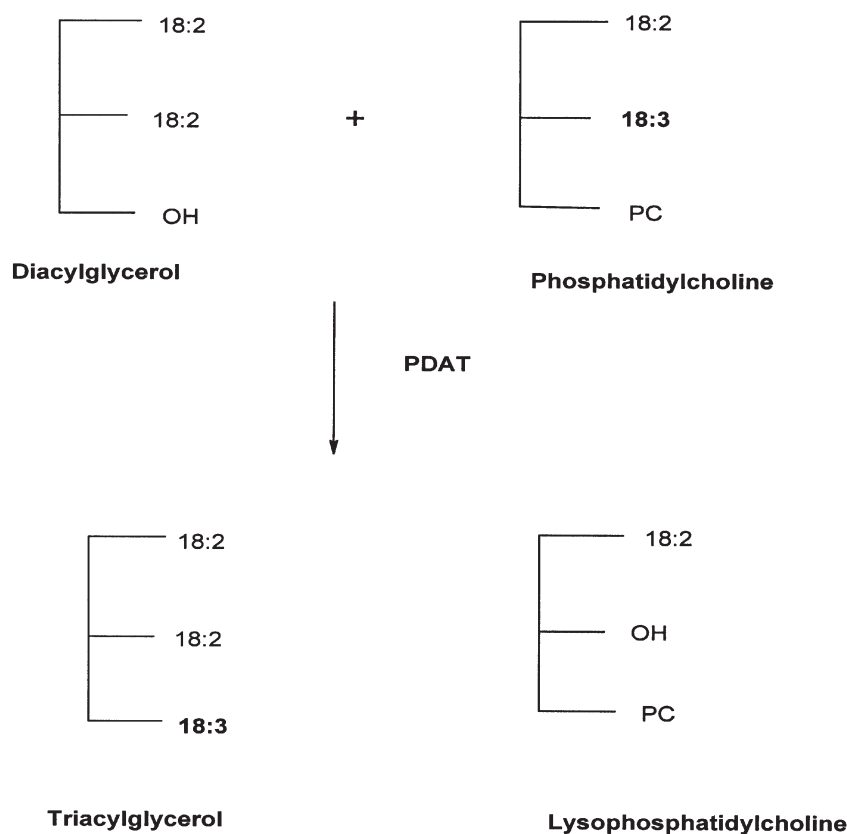 18:2
18:2
18:2
+
18:3
OH
PC
Diacylglycerol
Phosphatidylcholine
PDAT
18:2
18:2
18:2
OH
18:3
PC
Triacylglycerol
Lysophosphatidylcholine